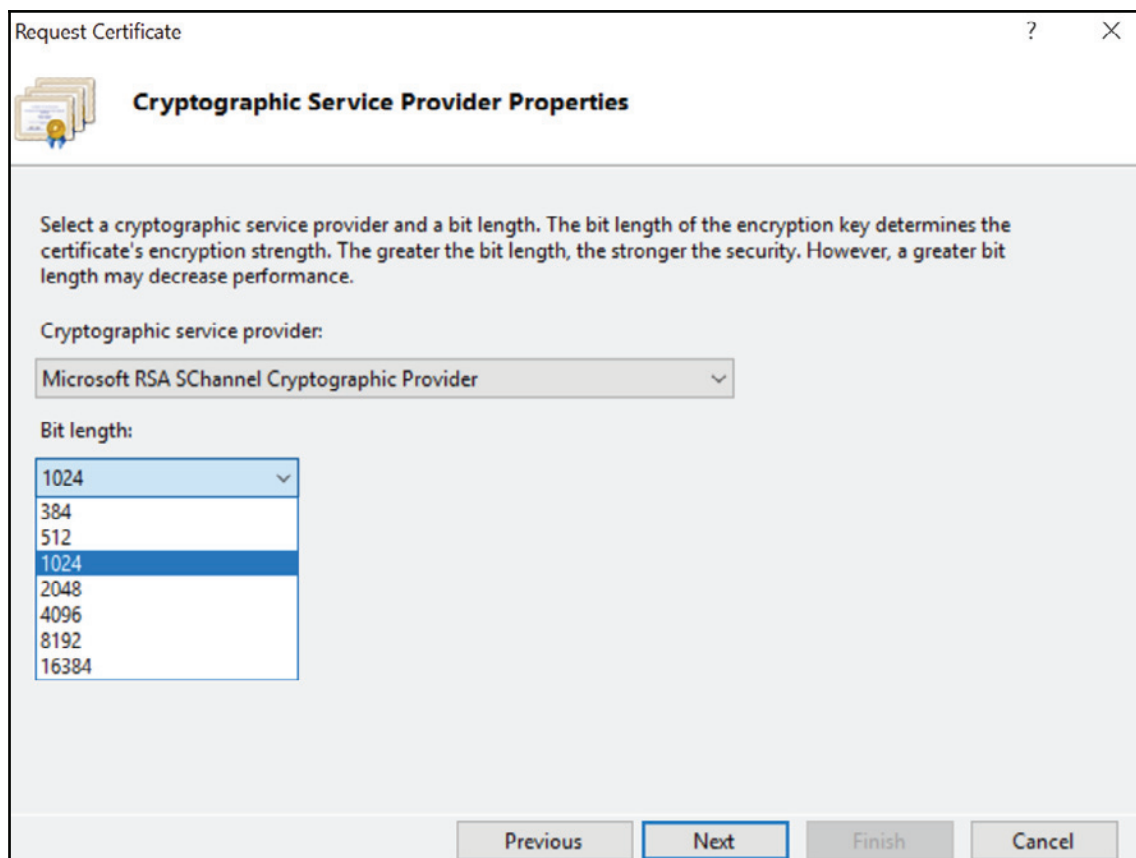 Request Certificate
?
Cryptographic Service Provider Properties
Select a cryptographic service provider and a bit length. The bit length of the encryption key determines the
certificate's encryption strength. The greater the bit length, the stronger the security. However, a greater bit
length may decrease performance.
Cryptographic service provider:
Microsoft RSA SChannel Cryptographic Provider
Bit length:
1024
384
512
1024
2048
4096
8192
16384
Previous Next Finish Cancel